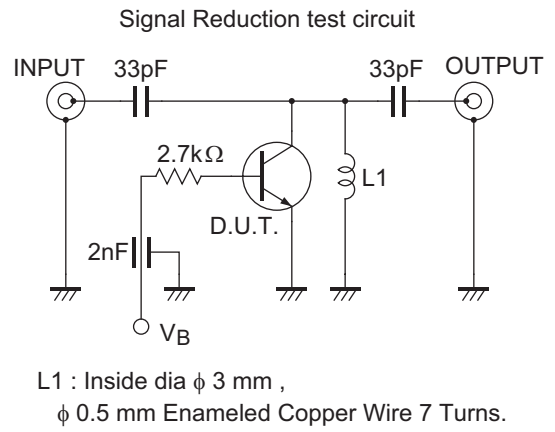 Signal Reduction test circuit
INPUT
33pF
33pF
OUTPUT
2.7kΩ
L1
D.U.T.
2nF
VB
L1 : Inside dia ϕ 3 mm ,
ϕ 0.5 mm Enameled Copper Wire 7 Turns.